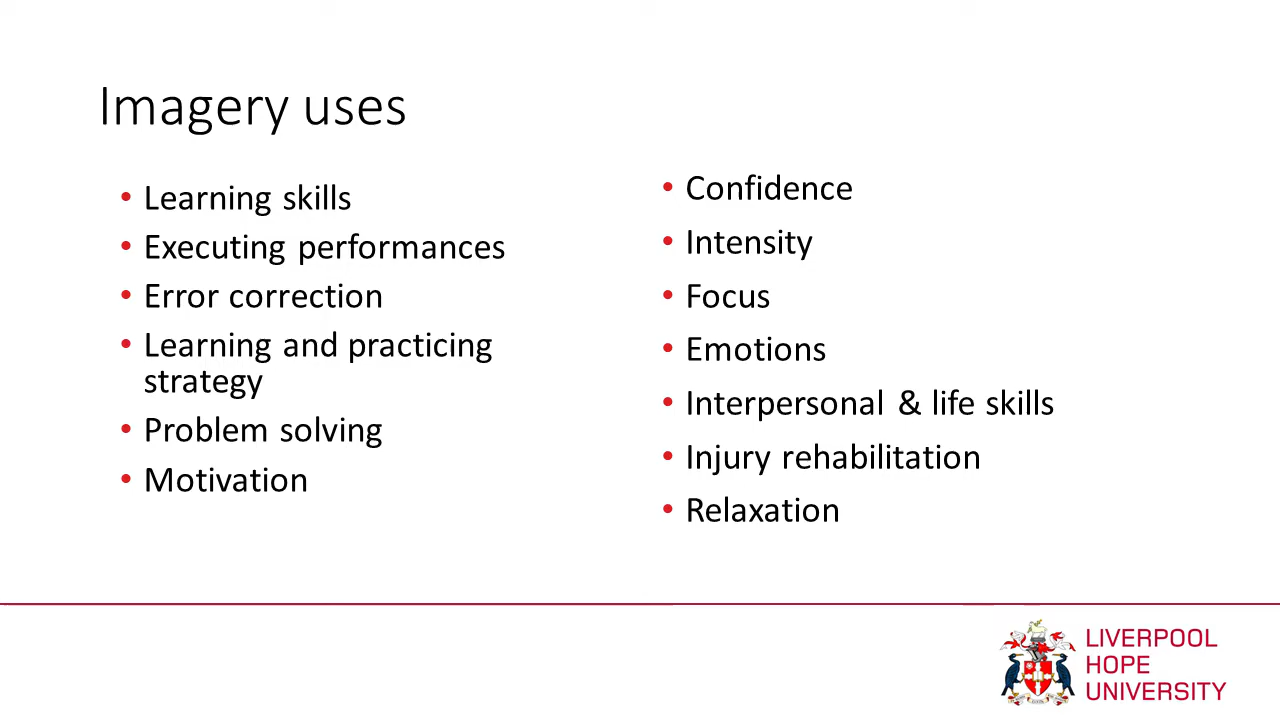 Imagery uses
• Learning skills
• Executing performances
• Error correction
• Learning and practicing
strategy
• Problem solving
• Motivation
• Confidence
• Intensity
• Focus
• Emotions
• Interpersonal & life skills
• Injury rehabilitation
• Relaxation
LIVERPOOL
HOPE
UNIVERSITY